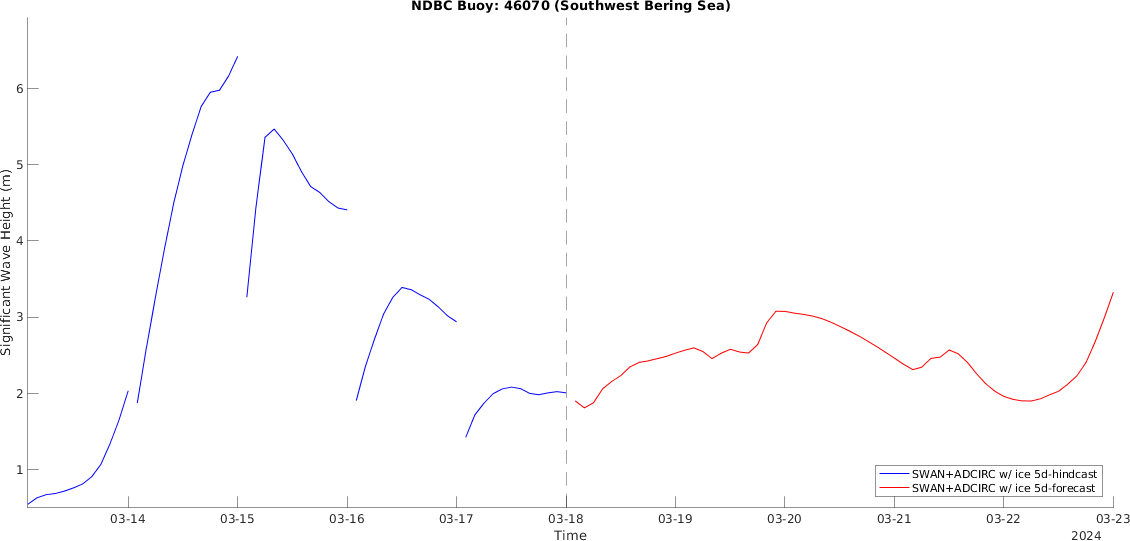 NDBC Buoy: 46070 (Southwest Bering Sea)
Significant Wave Height (m)
6
5
4
3
2
1
SWAN+ADCIRC w/ ice 5d-hindcast
SWAN+ADCIRC w/ ice 5d-forecast
03-14 03-15 03-16 03-17 03-18 03-19 03-20 03-21 03-22 03-23
Time
2024